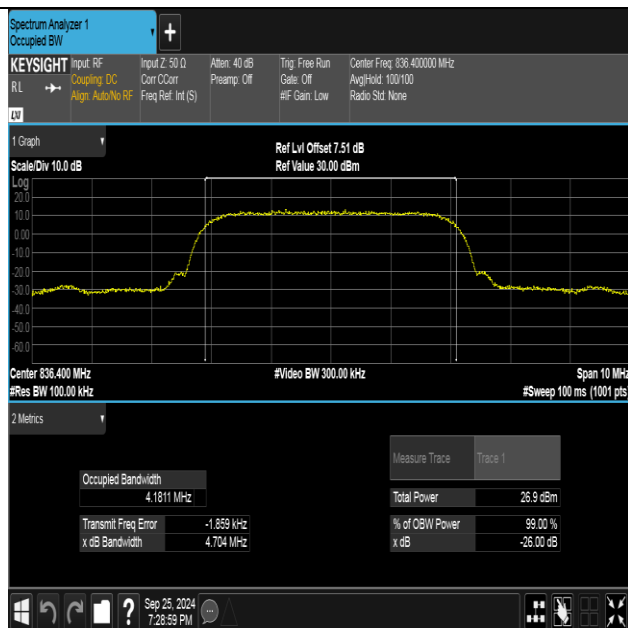 Spectrum Analyzer 1
Occupied BW
+
KEYSIGHT Input: RF Input Z: 50 Ω Atten: 40 dB Trig: Free Run Center Freq: 836.400000 MHz
RL Coupling: DC Corr CCorr Preamp: Off Gate: Off Avg|Hold: 100/100
Align: Auto/No RF Freq Ref: Int (S) #IF Gain: Low Radio Std: None
LXI
1 Graph
Ref Lvl Offset 7.51 dB
Scale/Div 10.0 dB Ref Value 30.00 dBm
Log
20.0
10.0
0.00
-10.0
-20.0
-30.0
-40.0
-50.0
-60.0
Center 836.400 MHz #Video BW 300.00 kHz Span 10 MHz
#Res BW 100.00 kHz #Sweep 100 ms (1001 pts)
2 Metrics
Measure Trace Trace 1
Occupied Bandwidth
4.1811 MHz Total Power 26.9 dBm
Transmit Freq Error -1.859 kHz % of OBW Power 99.00 %
x dB Bandwidth 4.704 MHz x dB -26.00 dB
?
Sep 25, 2024
7:28:59 PM